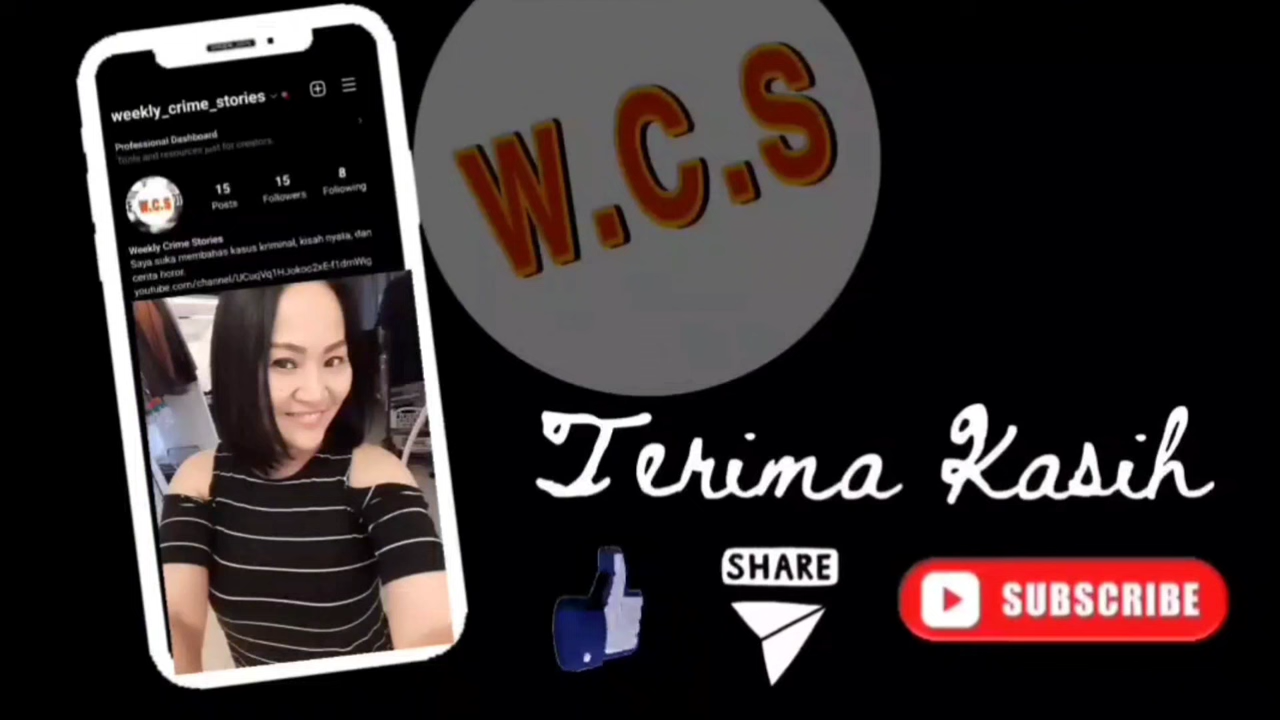 weekly_crime_stories
Professional Dashboard
Tools and resources just for creators.
W.C.S
15
Posts
15
Followers
8
Following
Weekly Crime Stories
Saya suka membahas kasus kriminal, kisah nyata, dan
cerita horor.
W.C.S
Terima Kasih
SHARE
SUBSCRIBE